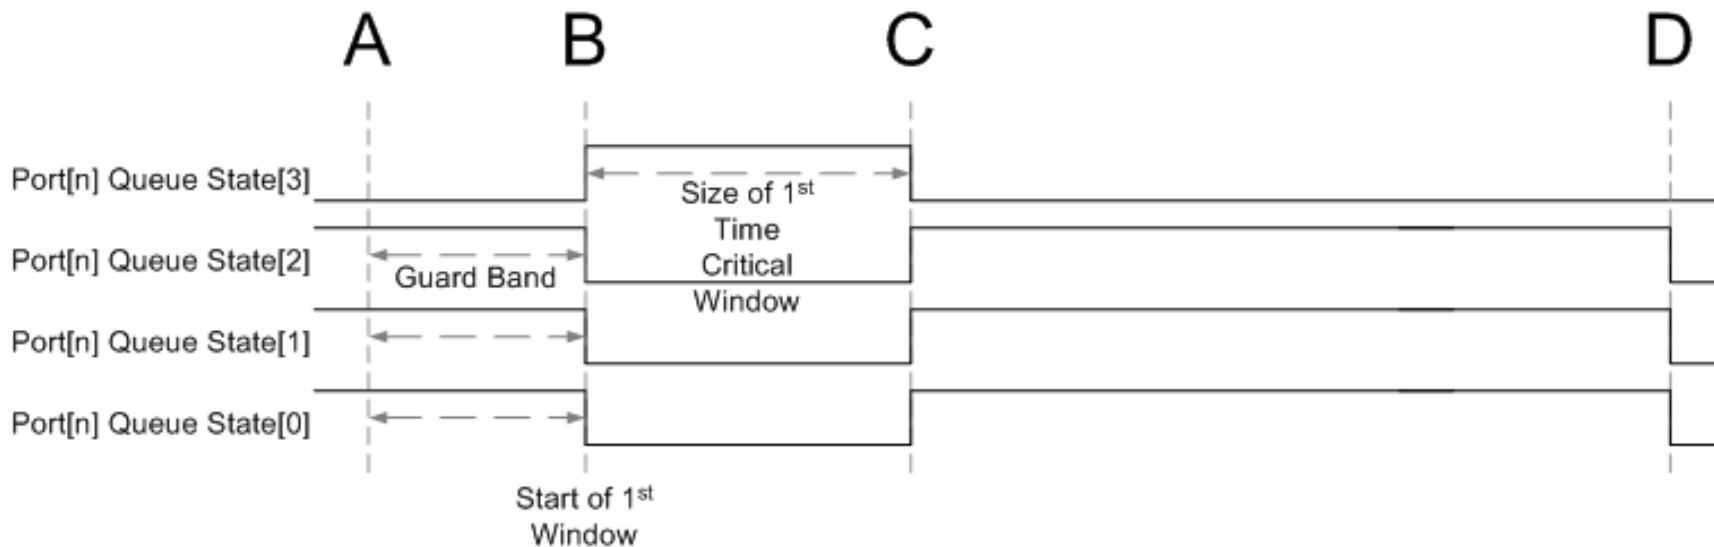 A B C D
Port[n] Queue State[3]
Size of 1st
Time
Port[n] Queue State[2]
Critical
Guard Band
Window
Port[n] Queue State[1]
Port[n] Queue State[0]
Start of 1st
Window